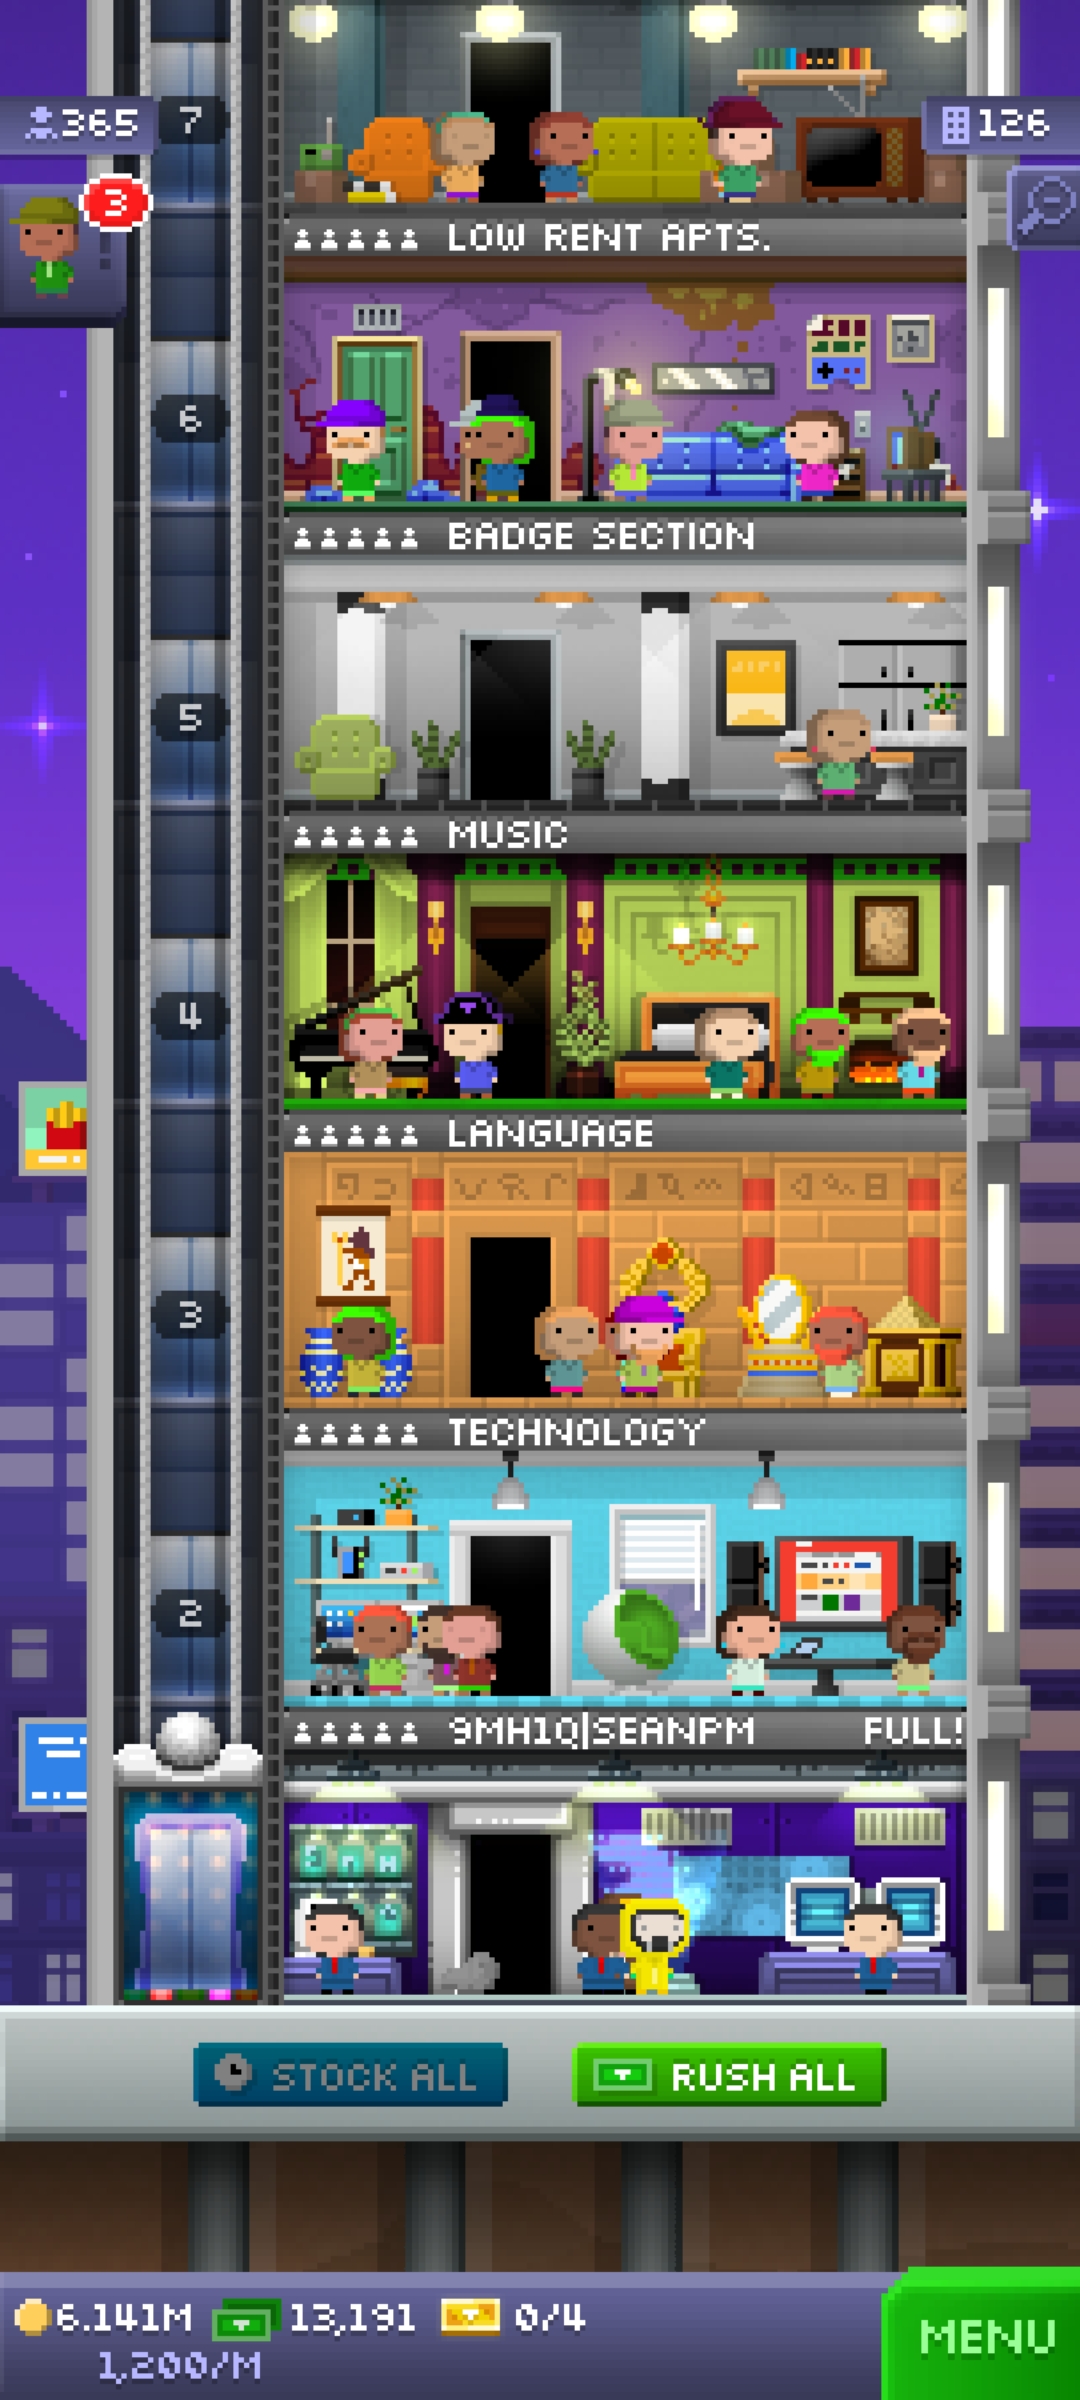 7
365
126
3
LOW RENT APTS.
6
BADGE SECTION
5
MUSIC
4
LANGUAGE
3
TECHNOLOGY
2
9MH1Q|SEANPM FULL!
STOCK ALL
RUSH ALL
6.141M 13,191 0/4
1,200/M
MENU